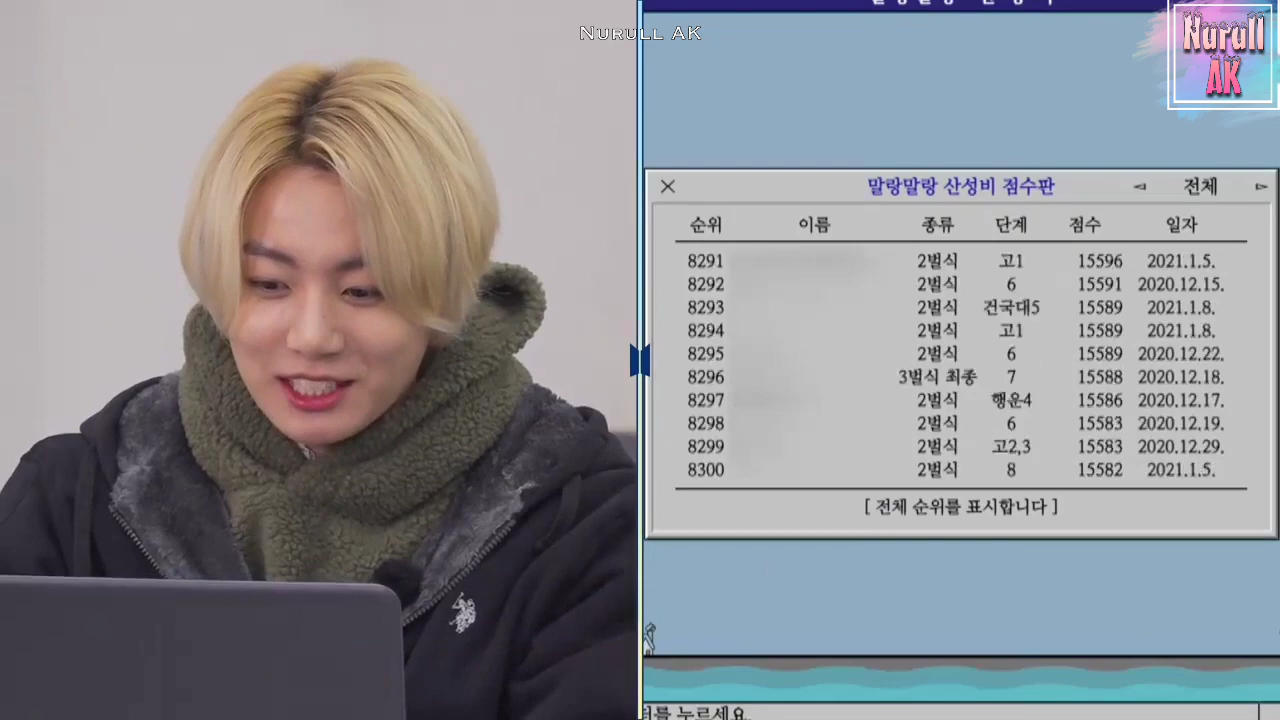 Nurull AK
Nurull
AK
말랑말랑 산성비 점수판
전체
순위 이름 종류 단계 점수 일자
8291 2벌식 고1 15596 2021.1.5.
8292 2벌식 6 15591 2020.12.15.
8293 2벌식 건국대5 15589 2021.1.8.
8294 2벌식 고1 15589 2021.1.8.
8295 2벌식 6 15589 2020.12.22.
8296 3벌식 최종 7 15588 2020.12.18.
8297 2벌식 행운4 15586 2020.12.17.
8298 2벌식 6 15583 2020.12.19.
8299 2벌식 고2,3 15583 2020.12.29.
8300 2벌식 8 15582 2021.1.5.
[ 전체 순위를 표시합니다 ]
누르세요